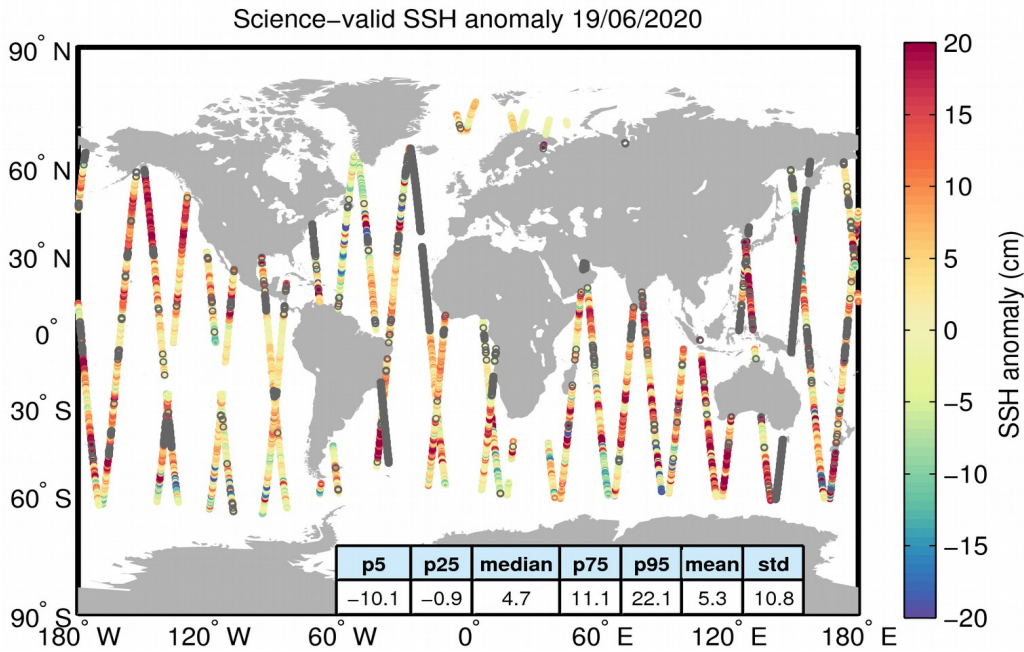 Science−valid SSH anomaly 19/06/2020
90° N
60° N
30° N
0°
30° S
60° S
90° S
180° W
120° W
60° W
0°
60° E
120° E
180° E
p5 p25 median p75 p95 mean std
−10.1 −0.9 4.7 11.1 22.1 5.3 10.8
20
15
10
5
0
−5
−10
−15
−20
SSH anomaly (cm)